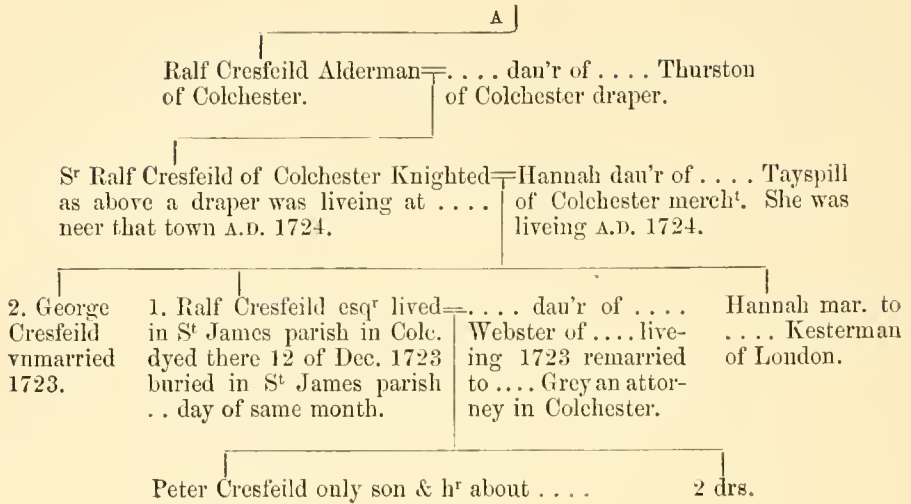 A
Ralf Cresfeild Alderman=. . . . dau'r of . . . . Thurston
of Colchester. of Colchester draper.
Sʳ Ralf Cresfeild of Colchester Knighted=Hannah dau'r of . . . . Tayspill
as above a draper was liveing at . . . . of Colchester merchᵗ. She was
neer that town A.D. 1724. liveing A.D. 1724.
2. George
Cresfeild
vnmarried
1723.
1. Ralf Cresfeild esqʳ lived=. . . . dau'r of . . . .
in Sᵗ James parish in Colc. Webster of . . . . live-
dyed there 12 of Dec. 1723 ing 1723 remarried
buried in Sᵗ James parish to . . . . Grey an attor-
. . day of same month. ney in Colchester.
Hannah mar. to
. . . . Kesterman
of London.
Peter Cresfeild only son & hʳ about . . . . 2 drs.